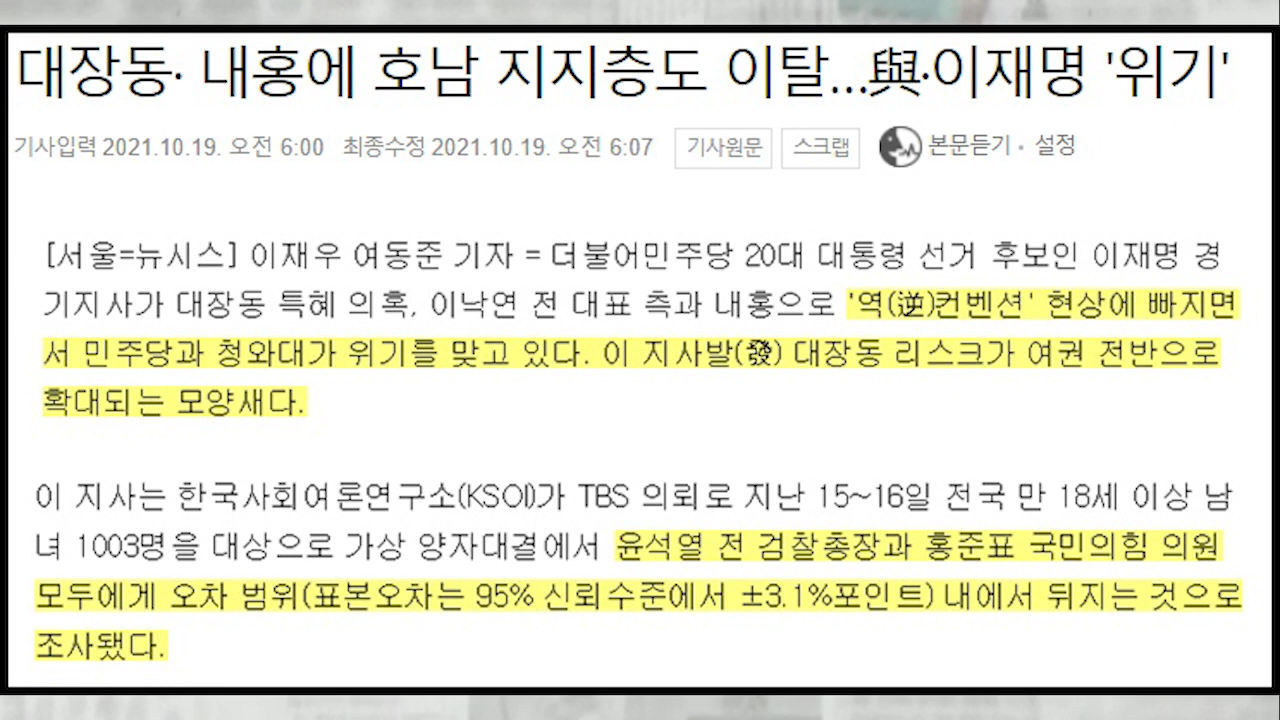 대장동· 내홍에 호남 지지층도 이탈...與·이재명 '위기'
기사입력 2021.10.19. 오전 6:00 최종수정 2021.10.19. 오전 6:07 기사원문 스크랩 본문듣기 · 설정
[서울=뉴시스] 이재우 여동준 기자 = 더불어민주당 20대 대통령 선거 후보인 이재명 경
기지사가 대장동 특혜 의혹, 이낙연 전 대표 측과 내홍으로 '역(逆)컨벤션' 현상에 빠지면
서 민주당과 청와대가 위기를 맞고 있다. 이 지사발(發) 대장동 리스크가 여권 전반으로
확대되는 모양새다.
이 지사는 한국사회여론연구소(KSOI)가 TBS 의뢰로 지난 15~16일 전국 만 18세 이상 남
녀 1003명을 대상으로 가상 양자대결에서 윤석열 전 검찰총장과 홍준표 국민의힘 의원
모두에게 오차 범위(표본오차는 95% 신뢰수준에서 ±3.1%포인트) 내에서 뒤지는 것으로
조사됐다.